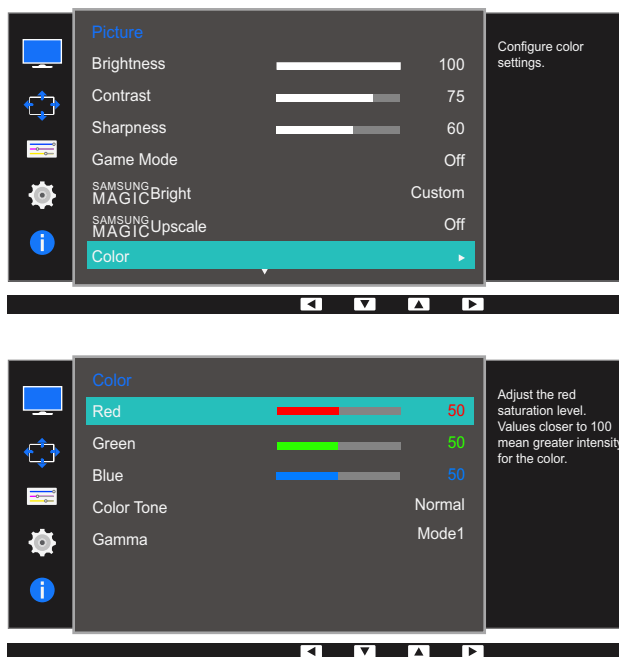 Picture
Configure color
settings.
Brightness 100
Contrast 75
Sharpness 60
Game Mode Off
SAMSUNG
MAGICBright Custom
SAMSUNG
MAGICUpscale Off
Color
Color
Adjust the red
saturation level.
Values closer to 100
mean greater intensity
for the color.
Red 50
Green 50
Blue 50
Color Tone Normal
Gamma Mode1